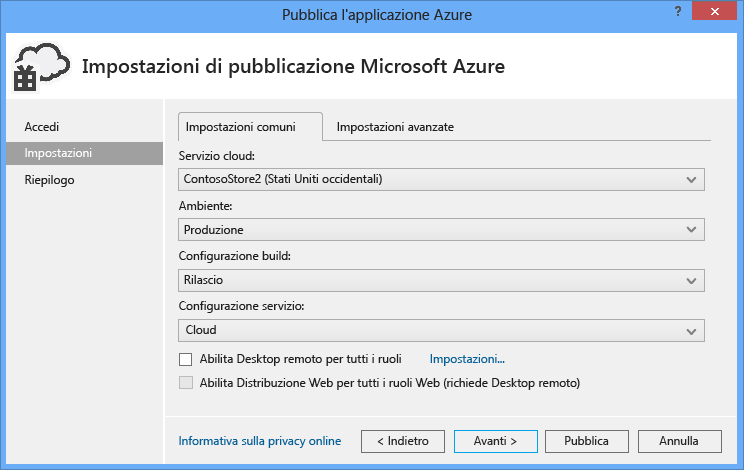 Pubblica l'applicazione Azure
?
Impostazioni di pubblicazione Microsoft Azure
Accedi
Impostazioni
Riepilogo
Impostazioni comuni
Impostazioni avanzate
Servizio cloud:
ContosoStore2 (Stati Uniti occidentali)
Ambiente:
Produzione
Configurazione build:
Rilascio
Configurazione servizio:
Cloud
Abilita Desktop remoto per tutti i ruoli
Impostazioni...
Abilita Distribuzione Web per tutti i ruoli Web (richiede Desktop remoto)
Informativa sulla privacy online
< Indietro
Avanti >
Pubblica
Annulla